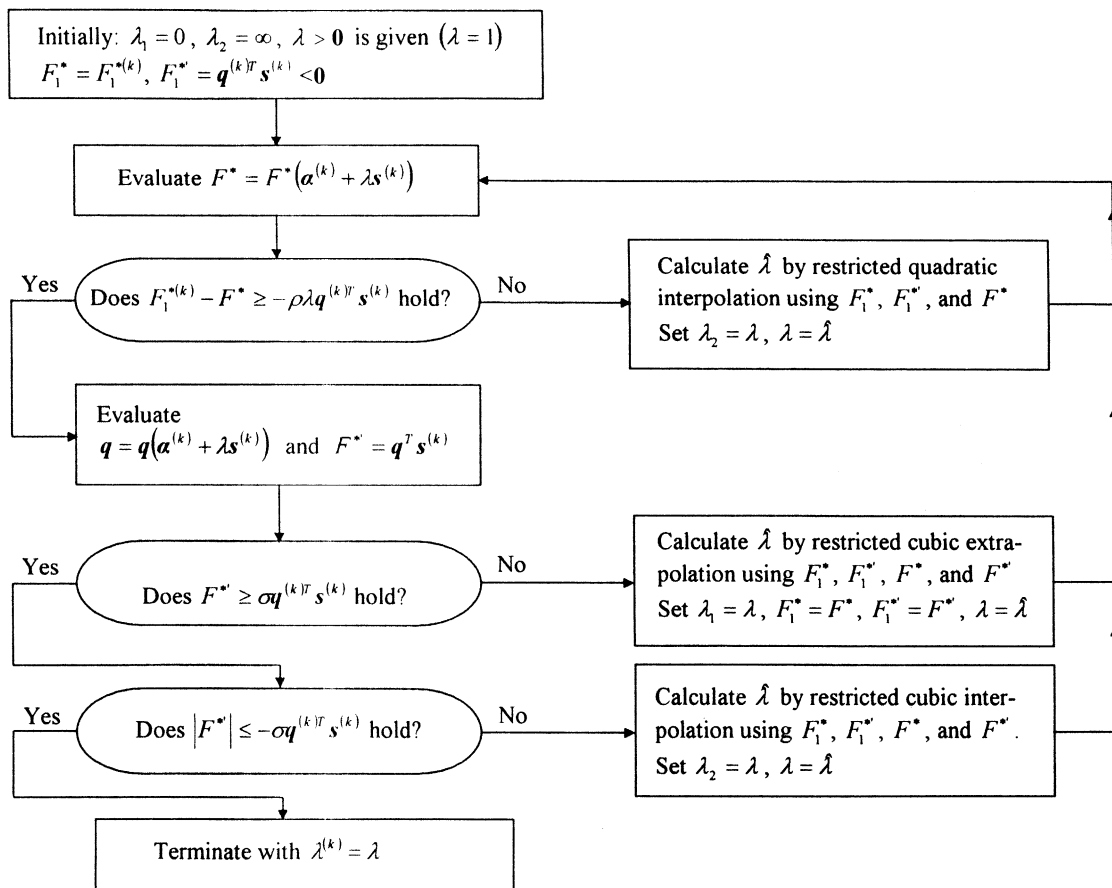 Initially: λ₁ = 0, λ₂ = ∞, λ > 0 is given (λ = 1)
F₁* = F₁*⁽ᵏ⁾, F₁*' = q⁽ᵏ⁾ᵀ s⁽ᵏ⁾ < 0
Evaluate F* = F*(α⁽ᵏ⁾ + λs⁽ᵏ⁾)
Yes
Does F₁*⁽ᵏ⁾ - F* ≥ -ρλq⁽ᵏ⁾ᵀ s⁽ᵏ⁾ hold?
No
Calculate λ̂ by restricted quadratic
interpolation using F₁*, F₁*', and F*
Set λ₂ = λ, λ = λ̂
Evaluate
q = q(α⁽ᵏ⁾ + λs⁽ᵏ⁾) and F*' = qᵀ s⁽ᵏ⁾
Yes
Does F*' ≥ σq⁽ᵏ⁾ᵀ s⁽ᵏ⁾ hold?
No
Calculate λ̂ by restricted cubic extra-
polation using F₁*, F₁*', F*, and F*'
Set λ₁ = λ, F₁* = F*, F₁*' = F*', λ = λ̂
Yes
Does |F*'| ≤ -σq⁽ᵏ⁾ᵀ s⁽ᵏ⁾ hold?
No
Calculate λ̂ by restricted cubic inter-
polation using F₁*, F₁*', F*, and F*'.
Set λ₂ = λ, λ = λ̂
Terminate with λ⁽ᵏ⁾ = λ